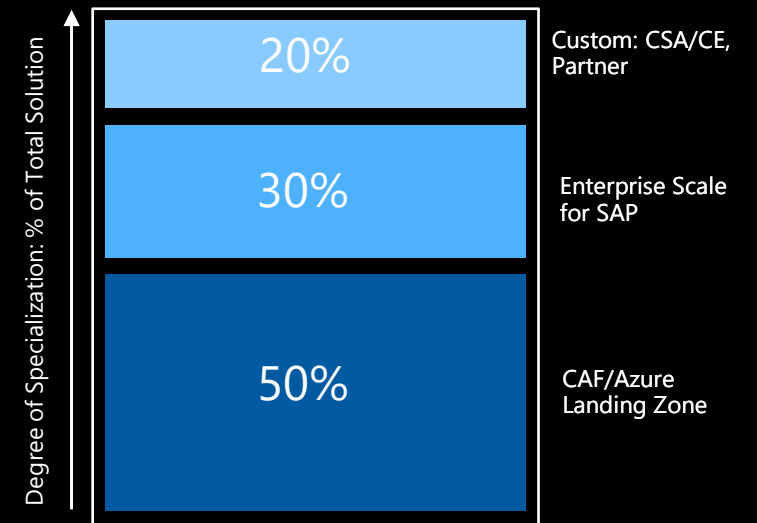 Degree of Specialization: % of Total Solution
20%
Custom: CSA/CE,
Partner
30%
Enterprise Scale
for SAP
50%
CAF/Azure
Landing Zone